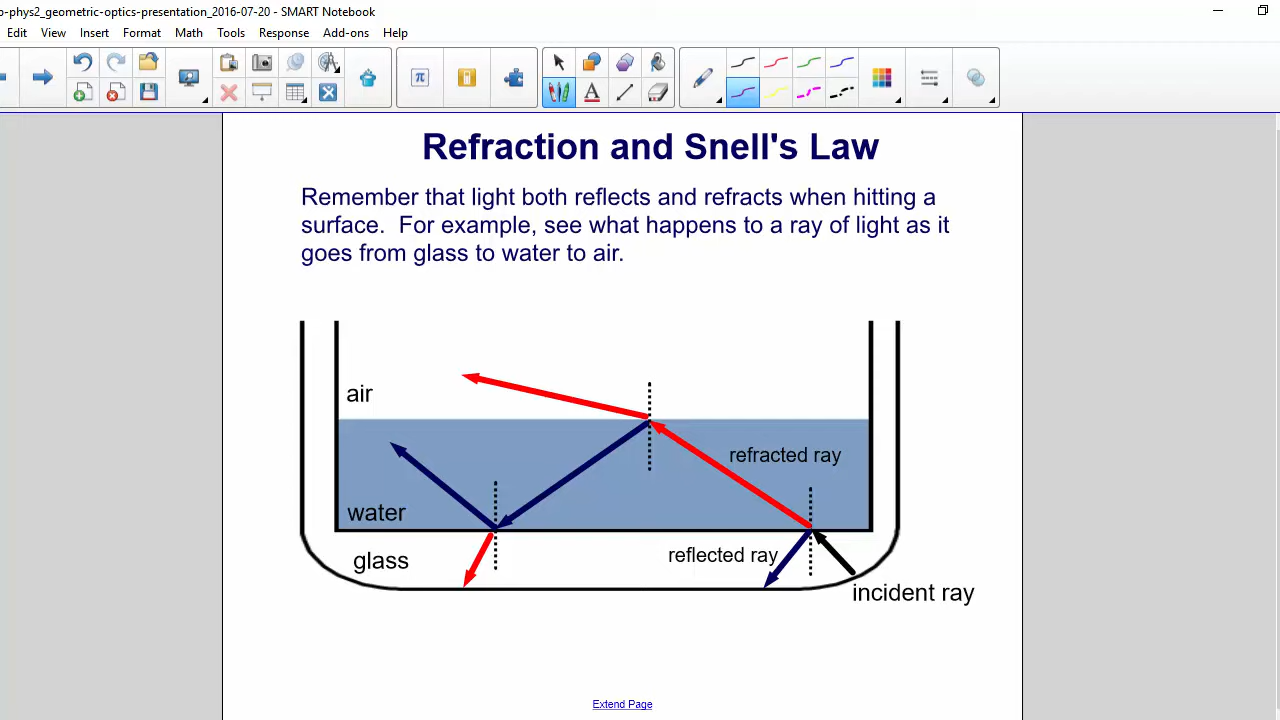 o-phys2_geometric-optics-presentation_2016-07-20 - SMART Notebook
Edit View Insert Format Math Tools Response Add-ons Help
π
A
Refraction and Snell's Law
Remember that light both reflects and refracts when hitting a
surface.  For example, see what happens to a ray of light as it
goes from glass to water to air.
air
refracted ray
water
reflected ray
glass
incident ray
Extend Page